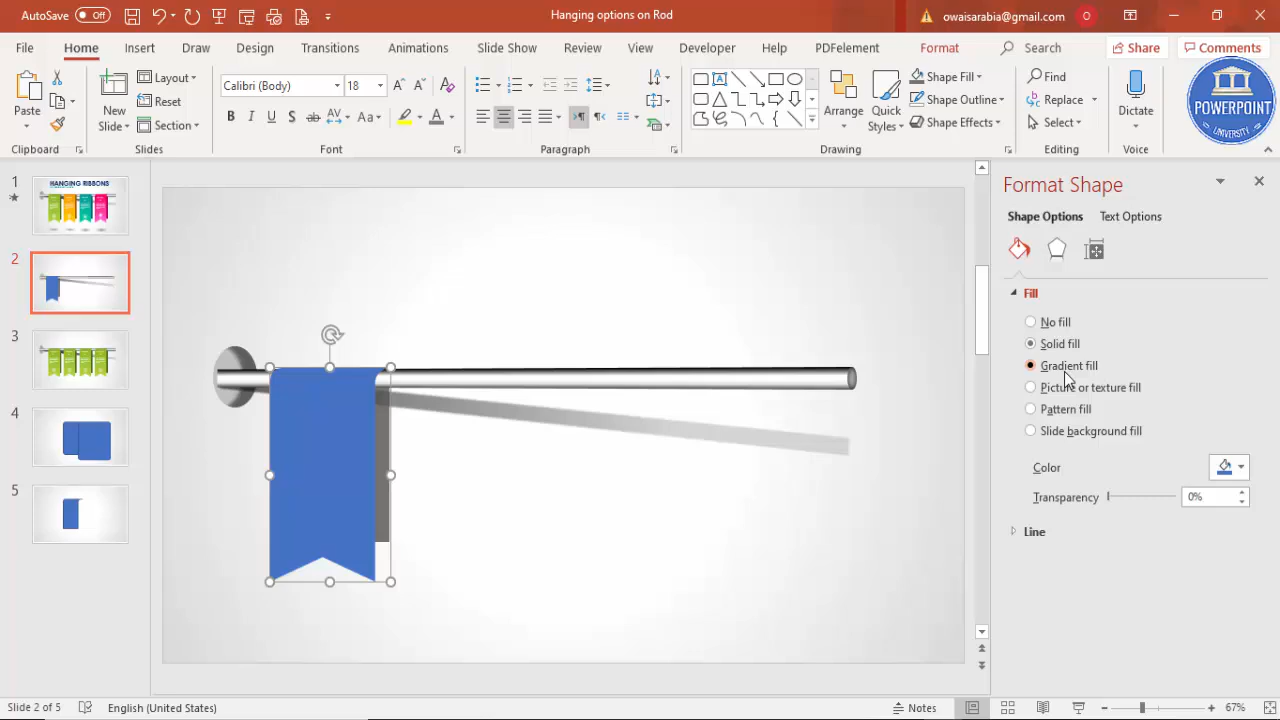 AutoSave Off
Hanging options on Rod
owaisarabia@gmail.com O
File Home Insert Draw Design Transitions Animations Slide Show Review View Developer Help PDFelement Format Search Share Comments
Paste
Clipboard
New Slide
Layout
Reset
Section
Slides
Calibri (Body) 18
B I U S ab AV Aa A
Font
Paragraph
Arrange
Quick Styles
Shape Fill
Shape Outline
Shape Effects
Drawing
Find
Replace
Select
Editing
Dictate
Voice
POWERPOINT
UNIVERSITY
1
HANGING RIBBONS
2
3
4
5
Format Shape
Shape Options Text Options
Fill
No fill
Solid fill
Gradient fill
Picture or texture fill
Pattern fill
Slide background fill
Color
Transparency 0%
Line
Slide 2 of 5 English (United States) Notes 67%